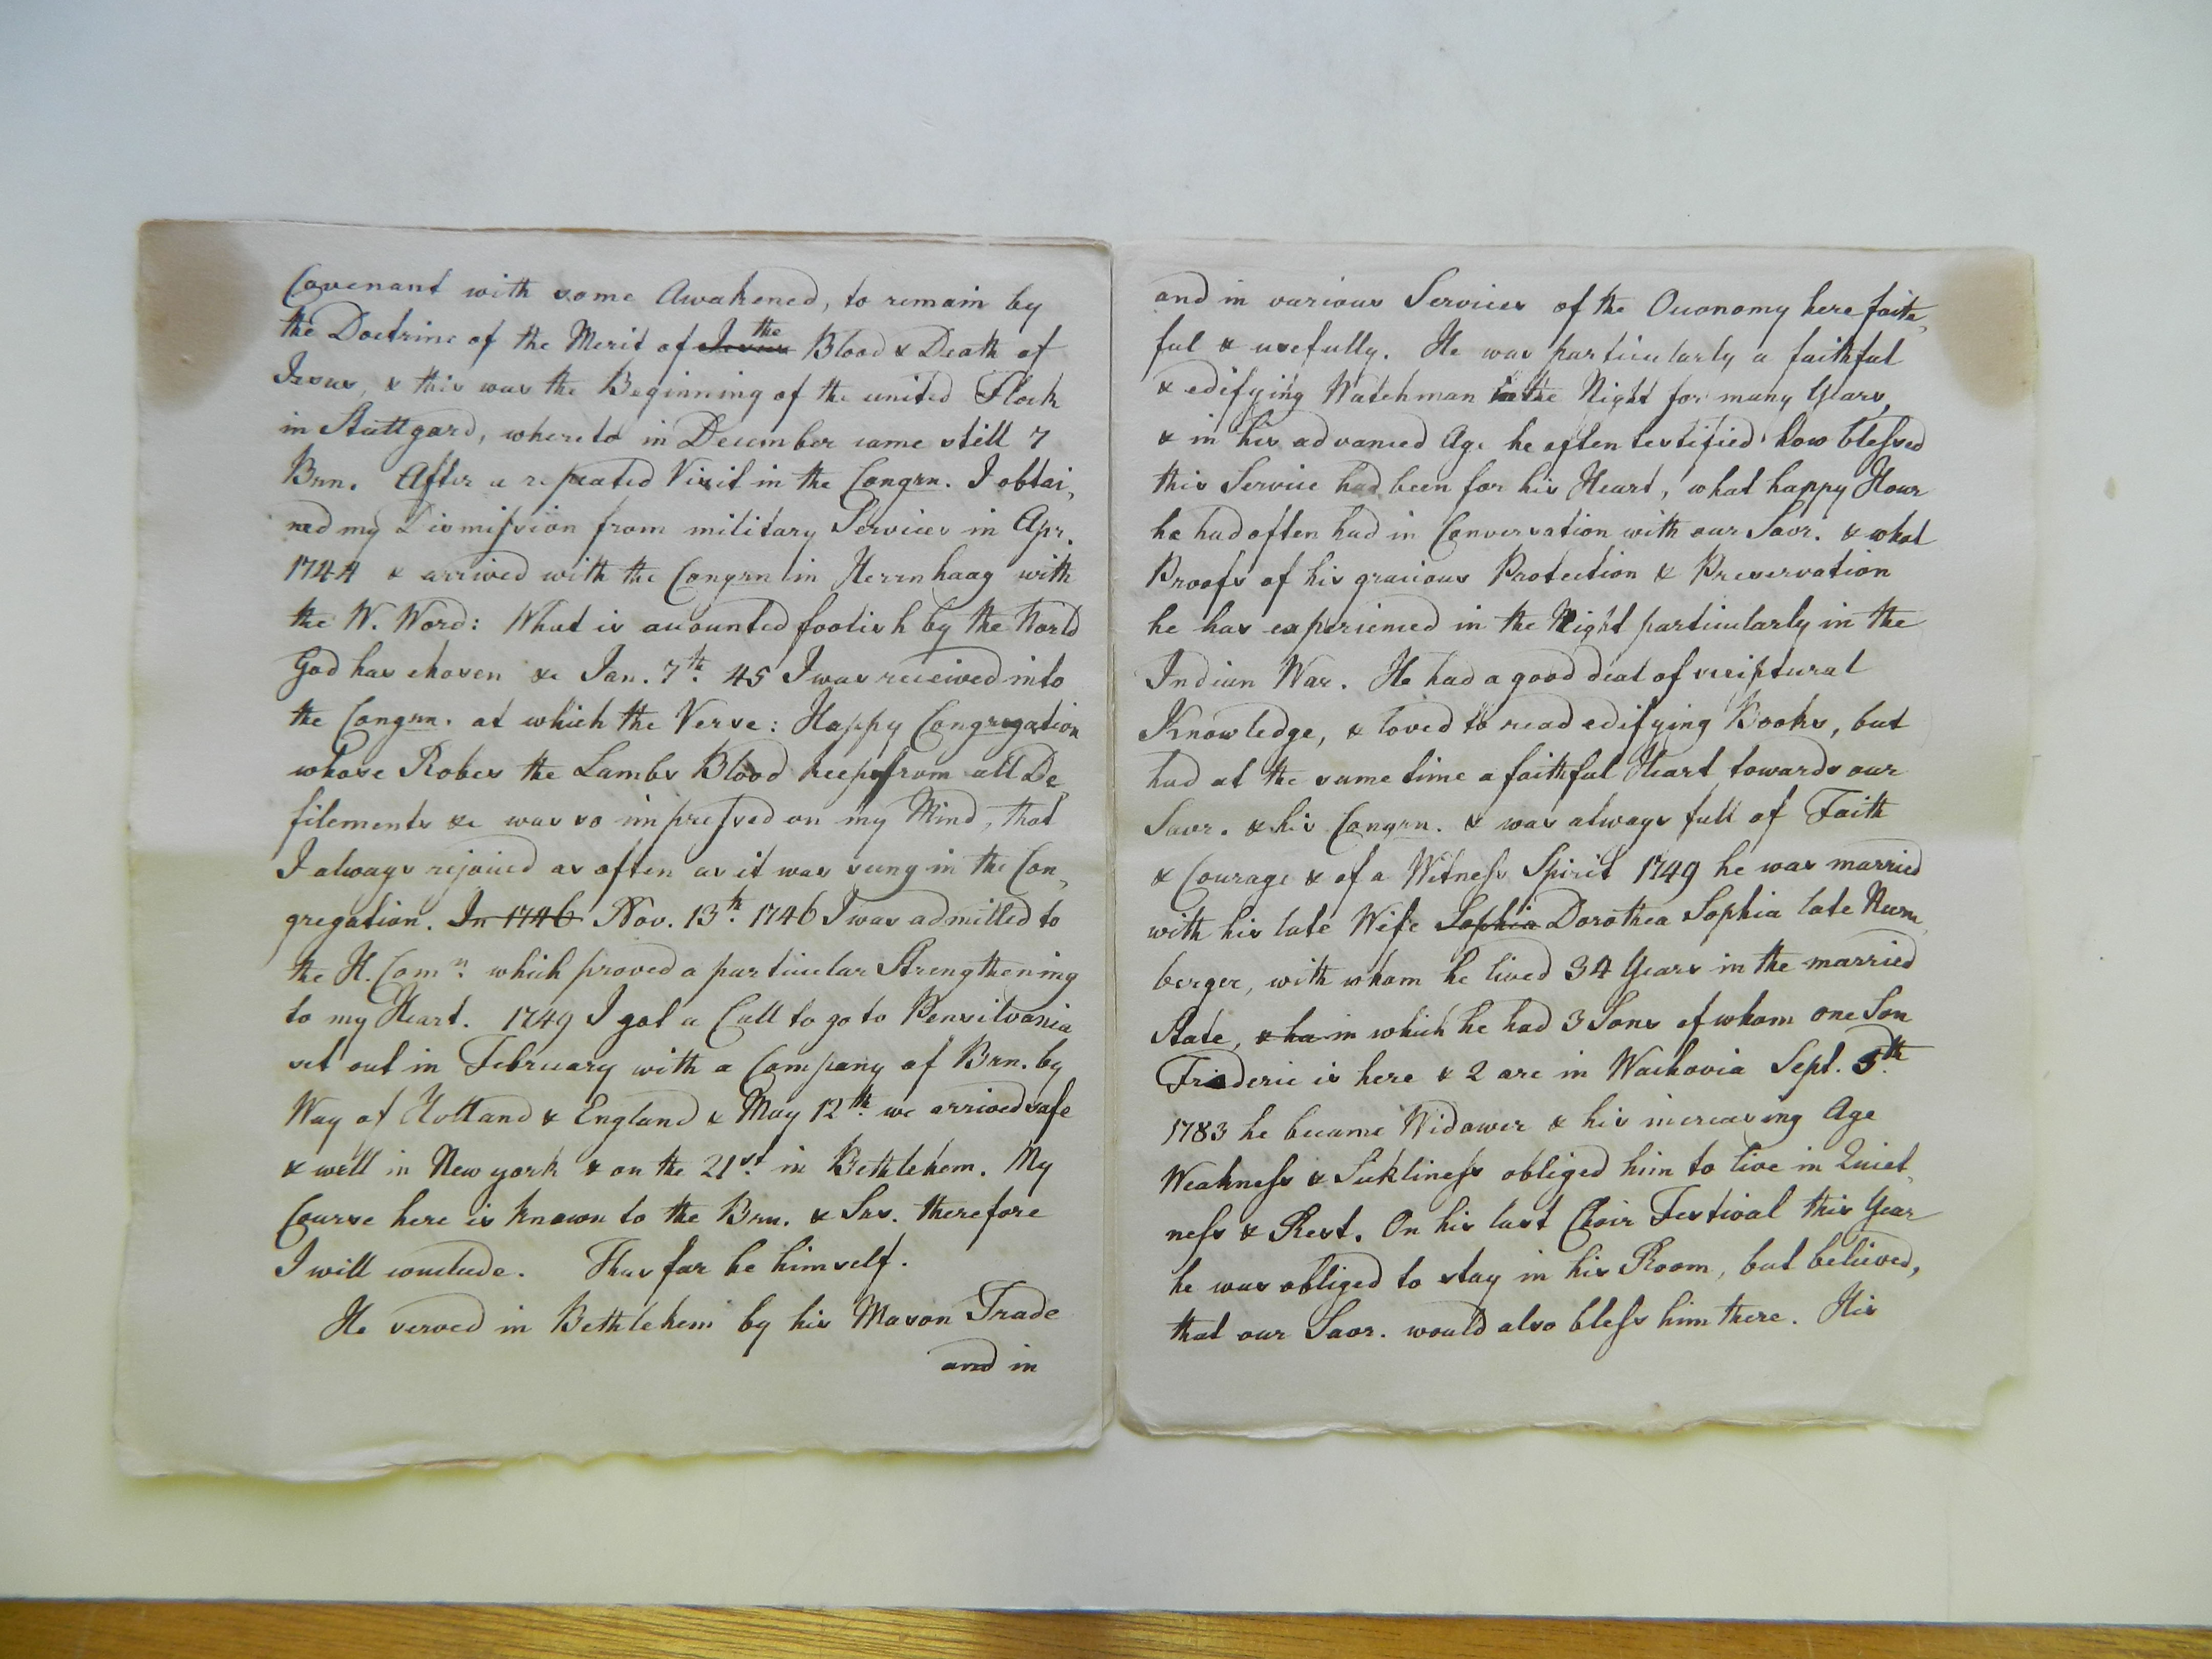 Covenant with some Awakened, to remain by
the Doctrine of the Merit of Jesus the Blood & Death of
Jesus, & this was the Beginning of the united Flock
in Stuttgard, whereto in December came still 7
Brn. After a repeated Visit in the Congrn. I obtai,
ned my Dismission from military Services in Apr.
1744 & arrived with the Congrn in Herrnhaag with
the W. Word: What is accounted foolish by the World
God has chosen &c Jan. 7th. 45 I was received into
the Congrn. at which the Verse: Happy Congregation
whose Robes the Lambs Blood keeps from all De,
filements &c was so impressed on my Mind, that
I always rejoiced as often as it was sung in the Con,
gregation. In 1746 Nov. 13th. 1746 I was admitted to
the H. Comn. which proved a particular Strengthening
to my Heart. 1749 I got a Call to go to Pensilvania
set out in February with a Company of Brn. by
Way of Holland & England & May 12th. we arrived safe
& well in New york & on the 21st. in Bethlehem. My
Course here is known to the Brn. & Srs. therefore
I will conclude. Thus far he himself.
He served in Bethlehem by his Mason Trade
and in
and in various Services of the Oeconomy here faith,
ful & usefully. He was particularly a faithful
& edifying Watchman in the Night for many Years,
& in his advanced Age he often testified how blessed
this Service had been for his Heart, what happy Hour
he had often had in Conversation with our Savr. & what
Proofs of his gracious Protection & Preservation
he has experienced in the Night particularly in the
Indian War. He had a good deal of scriptural
Knowledge, & loved to read edifying Books, but
had at the same time a faithful Heart towards our
Savr. & his Congrn. & was always full of Faith
& Courage & of a Witness Spirit 1749 he was married
with his late Wife Sophia Dorothea Sophia late Nurn,
berger, with whom he lived 34 Years in the married
State, & ha in which he had 3 Sons of whom one Son
Frederic is here & 2 are in Wachovia Sept. 5th.
1783 he became Widower & his increasing Age
Weakness & Sickliness obliged him to live in Quiet,
ness & Rest. On his last Choir Festival this Year
he was obliged to stay in his Room, but believed,
that our Savr. would also bless him there. His